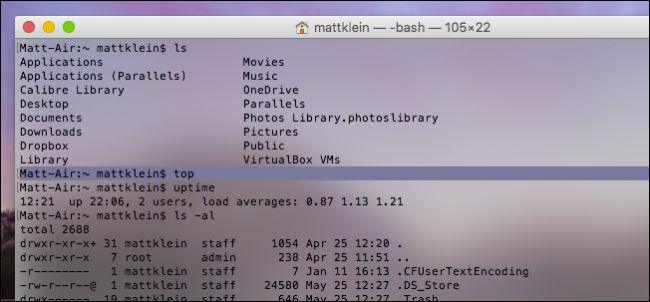 mattklein — -bash — 105×22
Matt-Air:~ mattklein$ ls
Applications Movies
Applications (Parallels) Music
Calibre Library OneDrive
Desktop Parallels
Documents Photos Library.photoslibrary
Downloads Pictures
Dropbox Public
Library VirtualBox VMs
Matt-Air:~ mattklein$ top
Matt-Air:~ mattklein$ uptime
12:21 up 22:06, 2 users, load averages: 0.87 1.13 1.21
Matt-Air:~ mattklein$ ls -al
total 2688
drwxr-xr-x+ 31 mattklein staff 1054 Apr 25 12:20 .
drwxr-xr-x 7 root admin 238 Apr 25 11:51 ..
-r-------- 1 mattklein staff 7 Jan 11 16:13 .CFUserTextEncoding
-rw-r--r--@ 1 mattklein staff 24580 May 25 12:27 .DS_Store
drwx------ 19 mattklein staff 646 May 25 12:27 .Trash